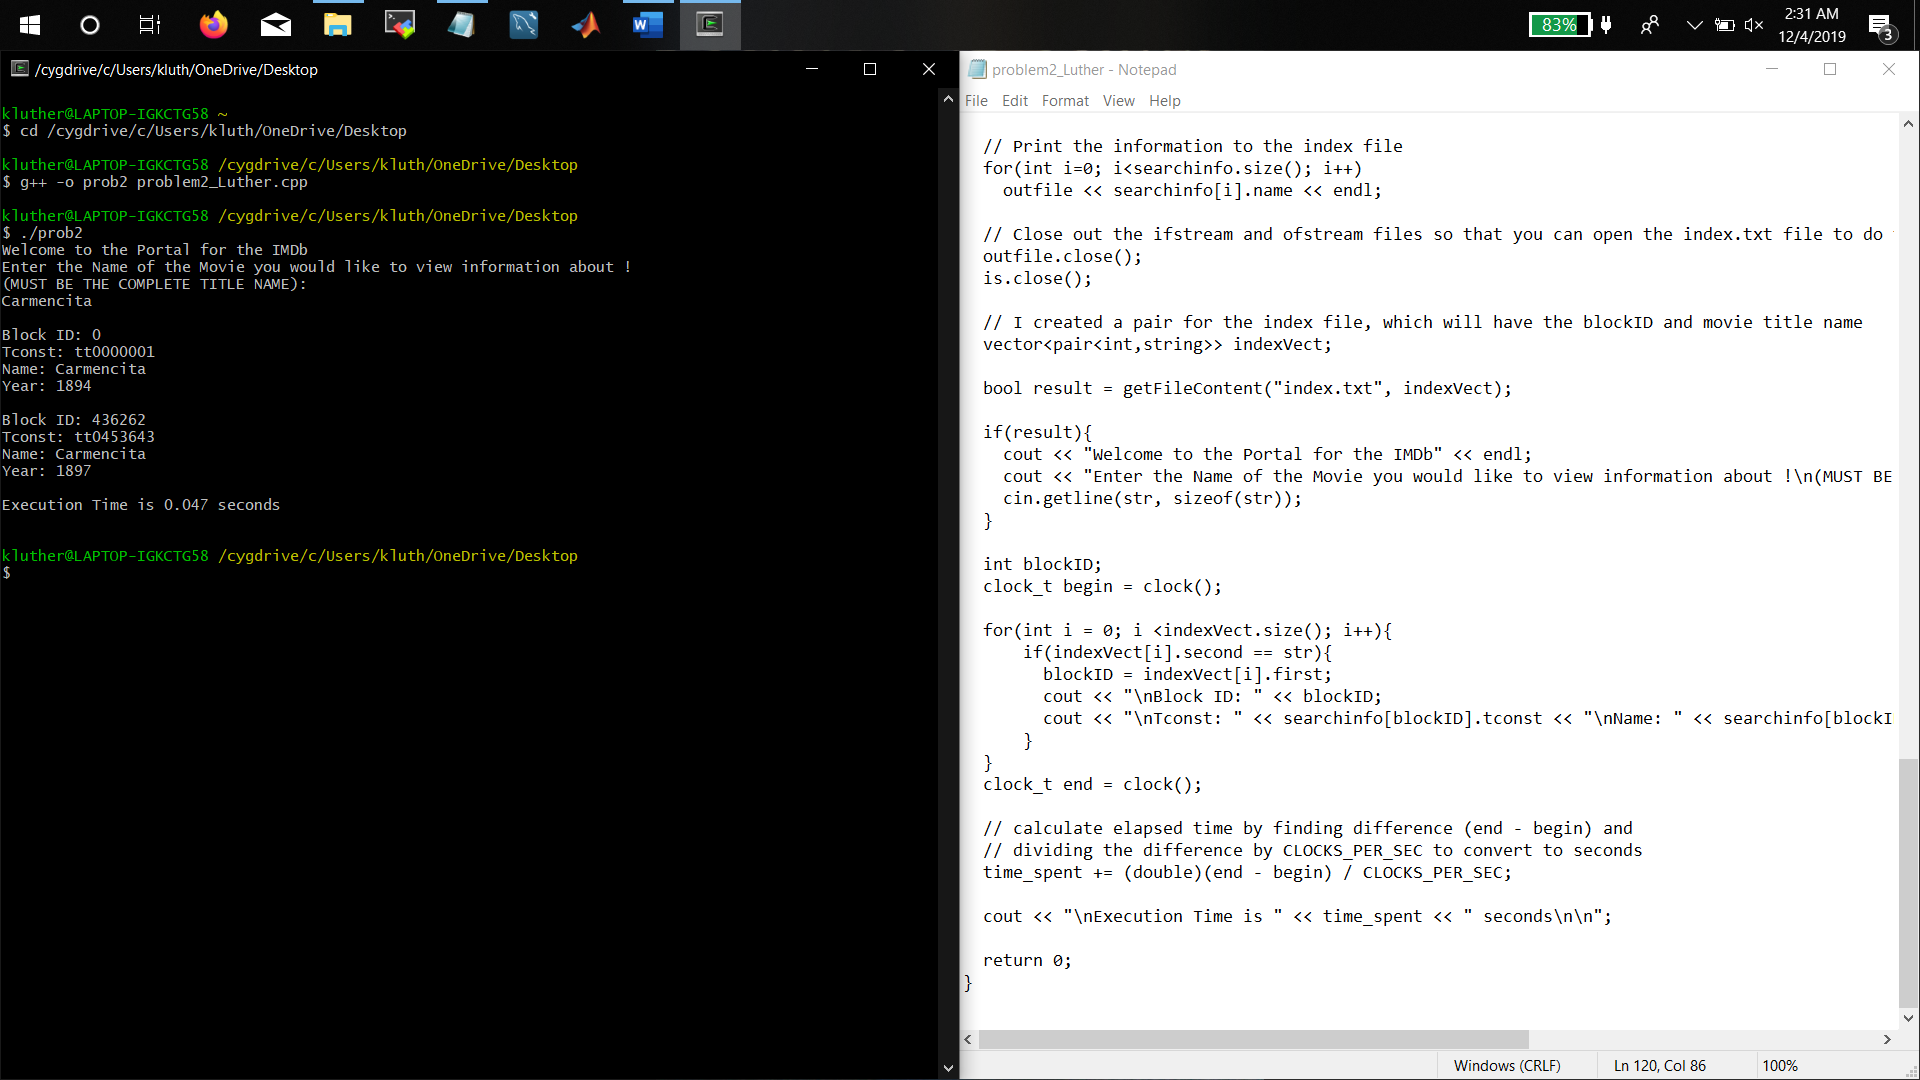 83%
2:31 AM
12/4/2019
3
/cygdrive/c/Users/kluth/OneDrive/Desktop
kluther@LAPTOP-IGKCTG58 ~
$ cd /cygdrive/c/Users/kluth/OneDrive/Desktop
kluther@LAPTOP-IGKCTG58 /cygdrive/c/Users/kluth/OneDrive/Desktop
$ g++ -o prob2 problem2_Luther.cpp
kluther@LAPTOP-IGKCTG58 /cygdrive/c/Users/kluth/OneDrive/Desktop
$ ./prob2
Welcome to the Portal for the IMDb
Enter the Name of the Movie you would like to view information about !
(MUST BE THE COMPLETE TITLE NAME):
Carmencita
Block ID: 0
Tconst: tt0000001
Name: Carmencita
Year: 1894
Block ID: 436262
Tconst: tt0453643
Name: Carmencita
Year: 1897
Execution Time is 0.047 seconds
kluther@LAPTOP-IGKCTG58 /cygdrive/c/Users/kluth/OneDrive/Desktop
$
problem2_Luther - Notepad
File Edit Format View Help
// Print the information to the index file
for(int i=0; i<searchinfo.size(); i++)
outfile << searchinfo[i].name << endl;
// Close out the ifstream and ofstream files so that you can open the index.txt file to do
outfile.close();
is.close();
// I created a pair for the index file, which will have the blockID and movie title name
vector<pair<int,string>> indexVect;
bool result = getFileContent("index.txt", indexVect);
if(result){
cout << "Welcome to the Portal for the IMDb" << endl;
cout << "Enter the Name of the Movie you would like to view information about !\n(MUST BE
cin.getline(str, sizeof(str));
}
int blockID;
clock_t begin = clock();
for(int i = 0; i <indexVect.size(); i++){
if(indexVect[i].second == str){
blockID = indexVect[i].first;
cout << "\nBlock ID: " << blockID;
cout << "\nTconst: " << searchinfo[blockID].tconst << "\nName: " << searchinfo[blockI
}
}
clock_t end = clock();
// calculate elapsed time by finding difference (end - begin) and
// dividing the difference by CLOCKS_PER_SEC to convert to seconds
time_spent += (double)(end - begin) / CLOCKS_PER_SEC;
cout << "\nExecution Time is " << time_spent << " seconds\n\n";
return 0;
}
Windows (CRLF) Ln 120, Col 86 100%